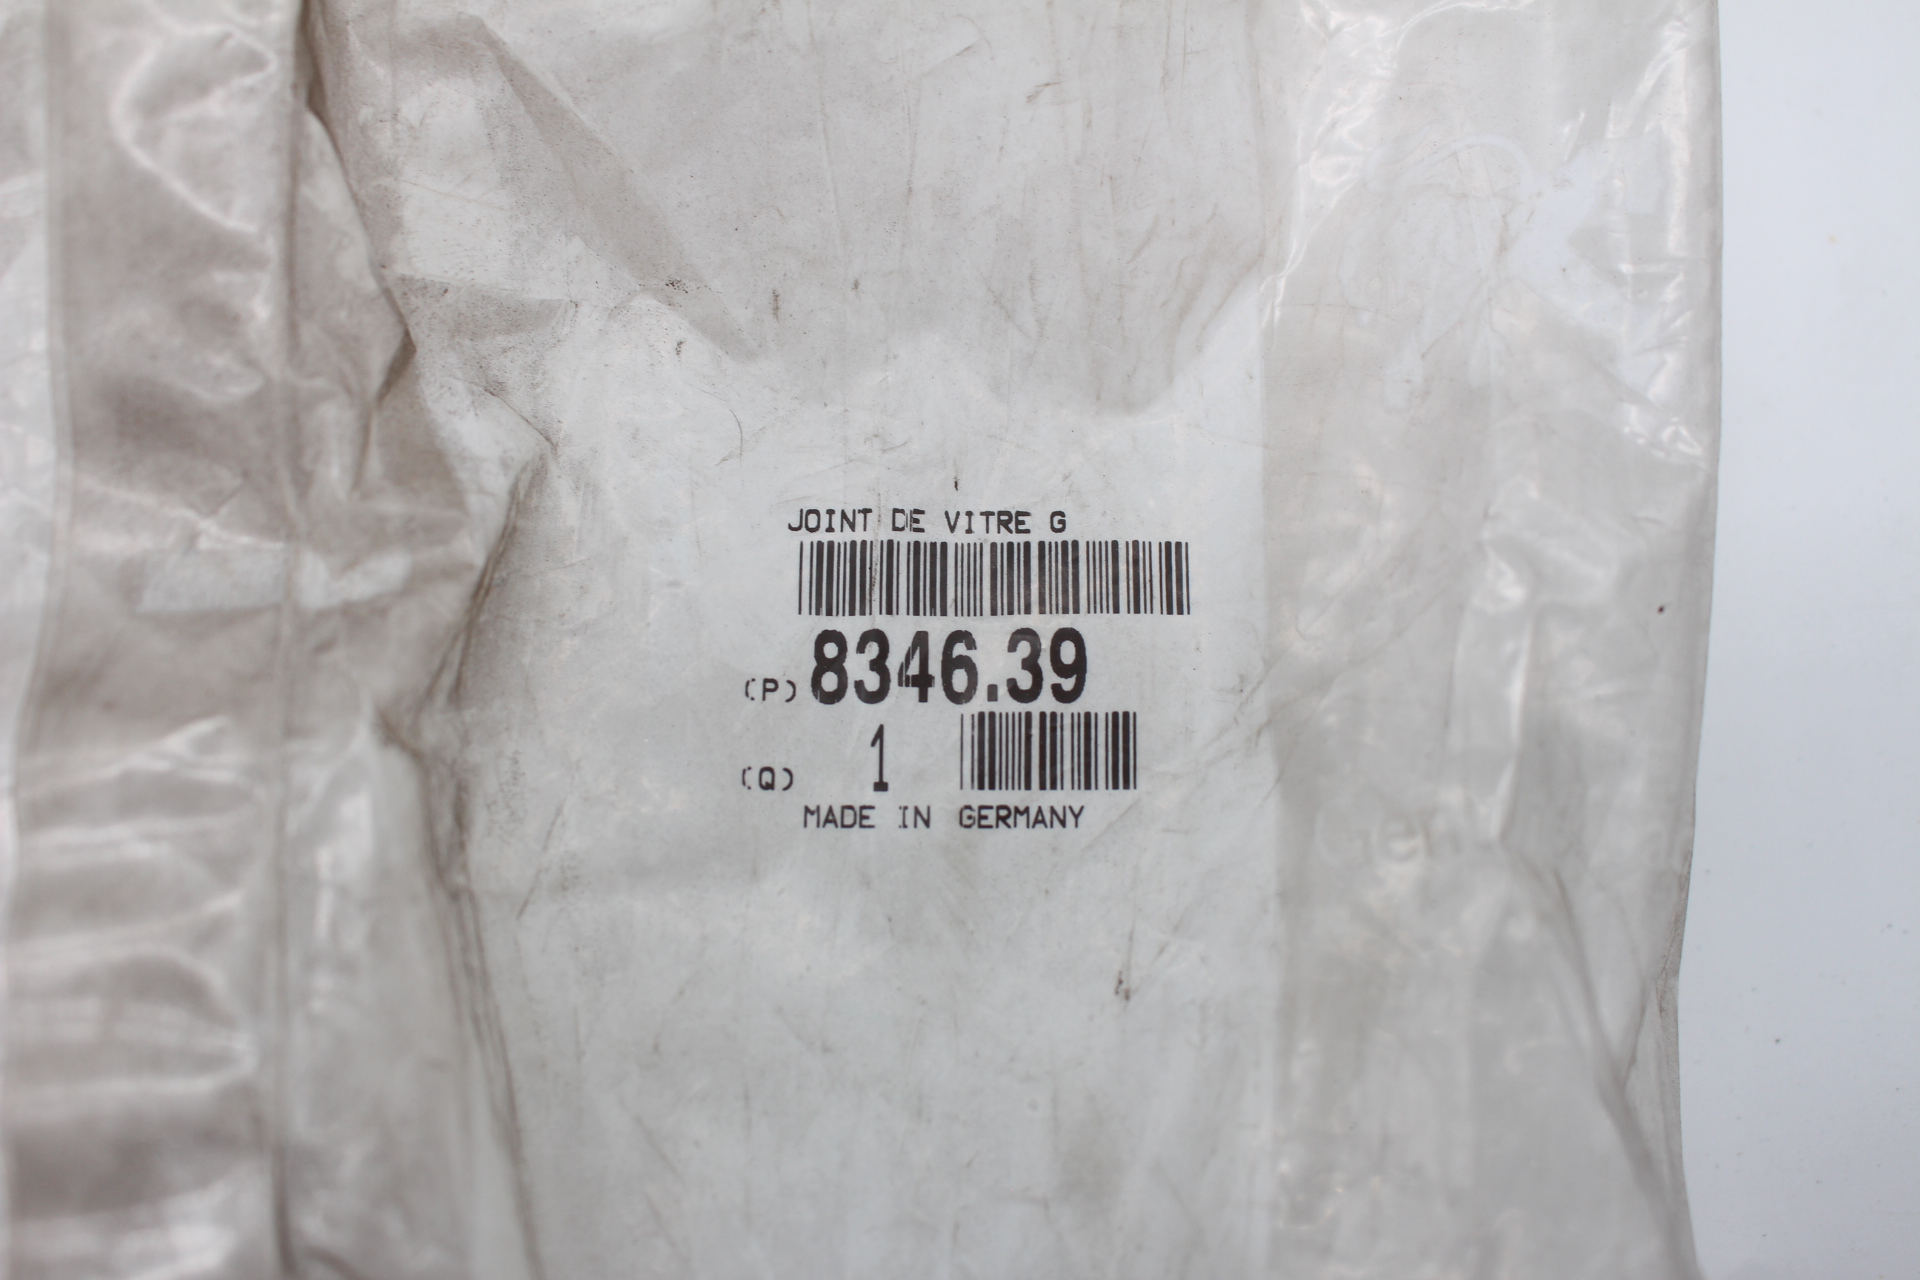 JOINT DE VITRE G
(P) 8346.39
(Q) 1
MADE IN GERMANY